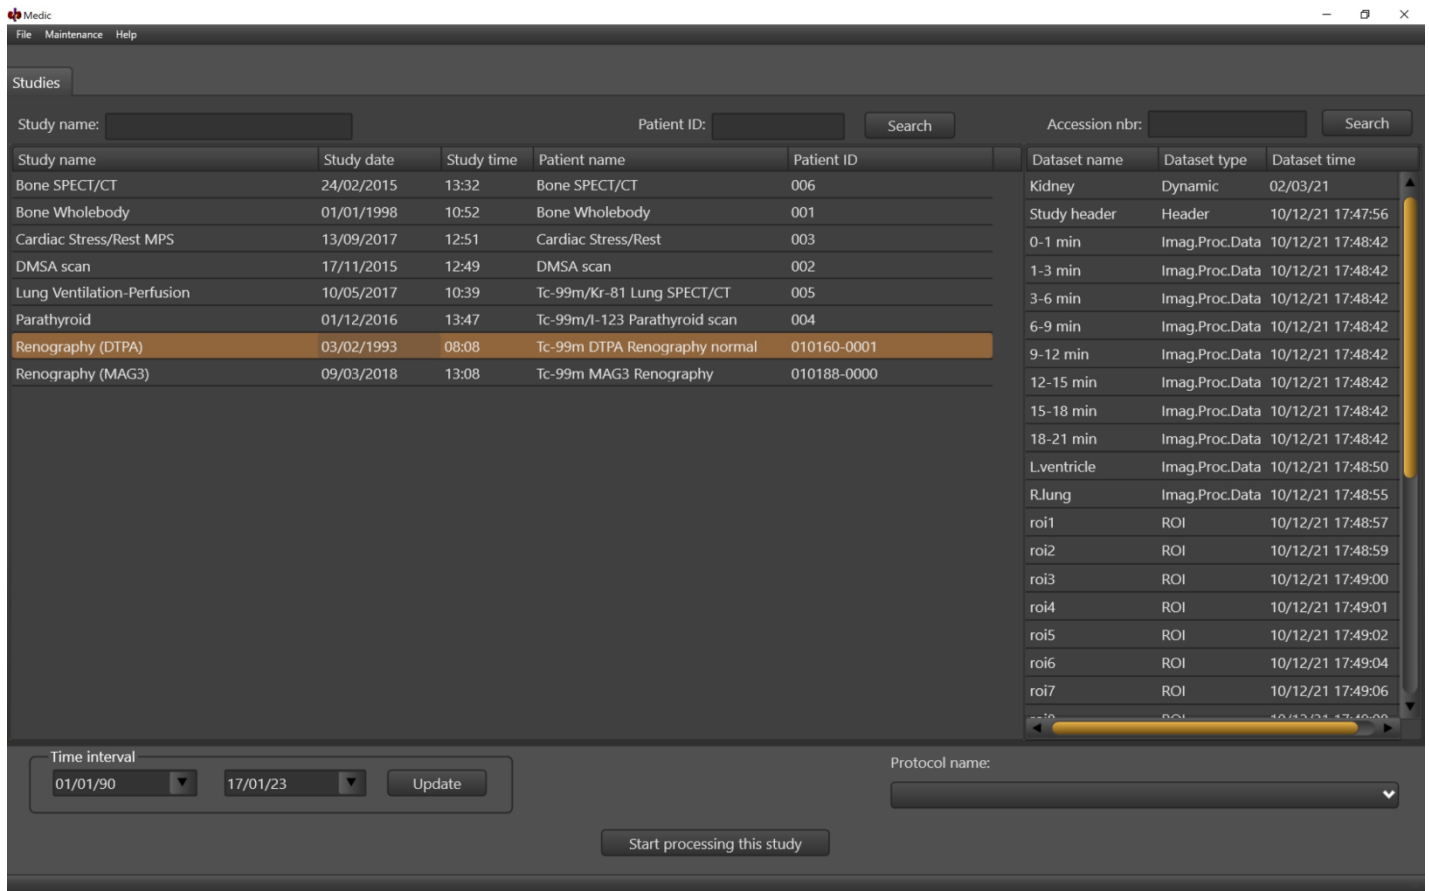 Medic
File Maintenance Help
Studies
Study name: Patient ID: Search Accession nbr: Search
Study name Study date Study time Patient name Patient ID Dataset name Dataset type Dataset time
Bone SPECT/CT 24/02/2015 13:32 Bone SPECT/CT 006
Bone Wholebody 01/01/1998 10:52 Bone Wholebody 001
Cardiac Stress/Rest MPS 13/09/2017 12:51 Cardiac Stress/Rest 003
DMSA scan 17/11/2015 12:49 DMSA scan 002
Lung Ventilation-Perfusion 10/05/2017 10:39 Tc-99m/Kr-81 Lung SPECT/CT 005
Parathyroid 01/12/2016 13:47 Tc-99m/I-123 Parathyroid scan 004
Renography (DTPA) 03/02/1993 08:08 Tc-99m DTPA Renography normal 010160-0001
Renography (MAG3) 09/03/2018 13:08 Tc-99m MAG3 Renography 010188-0000
Kidney Dynamic 02/03/21
Study header Header 10/12/21 17:47:56
0-1 min Imag.Proc.Data 10/12/21 17:48:42
1-3 min Imag.Proc.Data 10/12/21 17:48:42
3-6 min Imag.Proc.Data 10/12/21 17:48:42
6-9 min Imag.Proc.Data 10/12/21 17:48:42
9-12 min Imag.Proc.Data 10/12/21 17:48:42
12-15 min Imag.Proc.Data 10/12/21 17:48:42
15-18 min Imag.Proc.Data 10/12/21 17:48:42
18-21 min Imag.Proc.Data 10/12/21 17:48:42
L.ventricle Imag.Proc.Data 10/12/21 17:48:50
R.lung Imag.Proc.Data 10/12/21 17:48:55
roi1 ROI 10/12/21 17:48:57
roi2 ROI 10/12/21 17:48:59
roi3 ROI 10/12/21 17:49:00
roi4 ROI 10/12/21 17:49:01
roi5 ROI 10/12/21 17:49:02
roi6 ROI 10/12/21 17:49:04
roi7 ROI 10/12/21 17:49:06
Time interval
01/01/90 17/01/23 Update
Protocol name:
Start processing this study